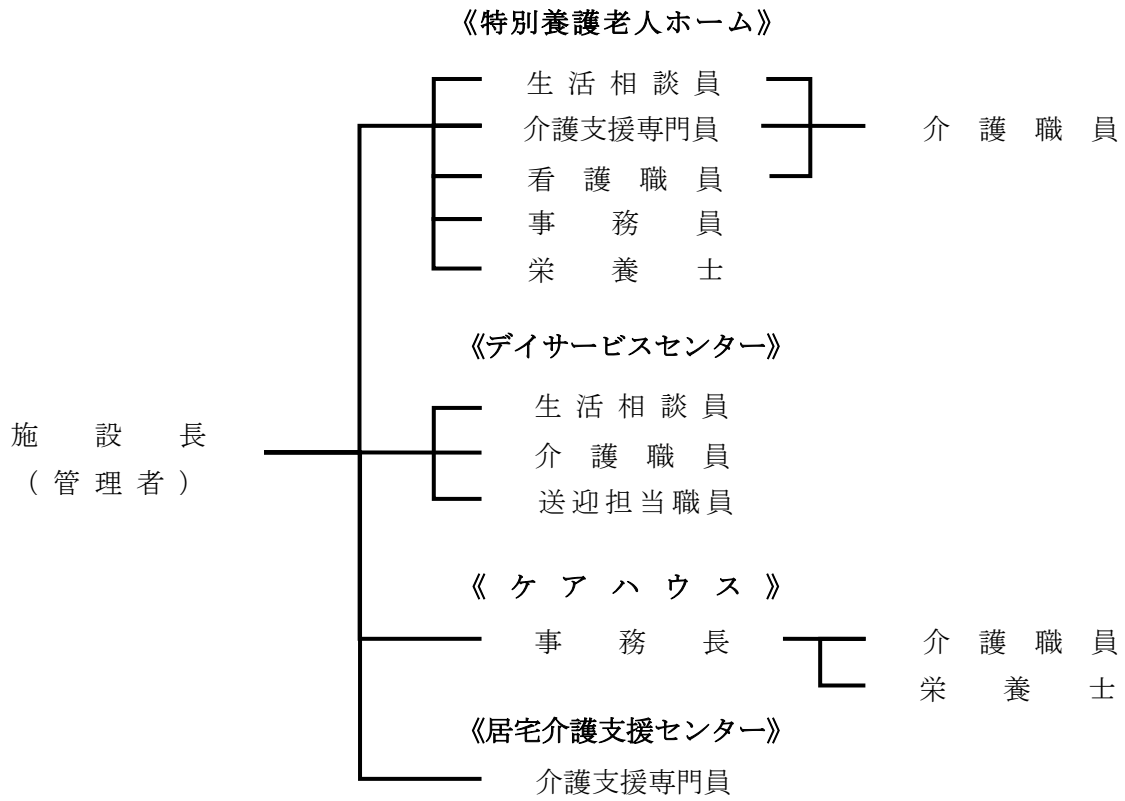 《特別養護老人ホーム》
生活相談員
介護支援専門員 介護職員
看護職員
事務員
栄養士
《デイサービスセンター》
生活相談員
施設長
介護職員
(管理者)
送迎担当職員
《ケアハウス》
事務長 介護職員
栄養士
《居宅介護支援センター》
介護支援専門員